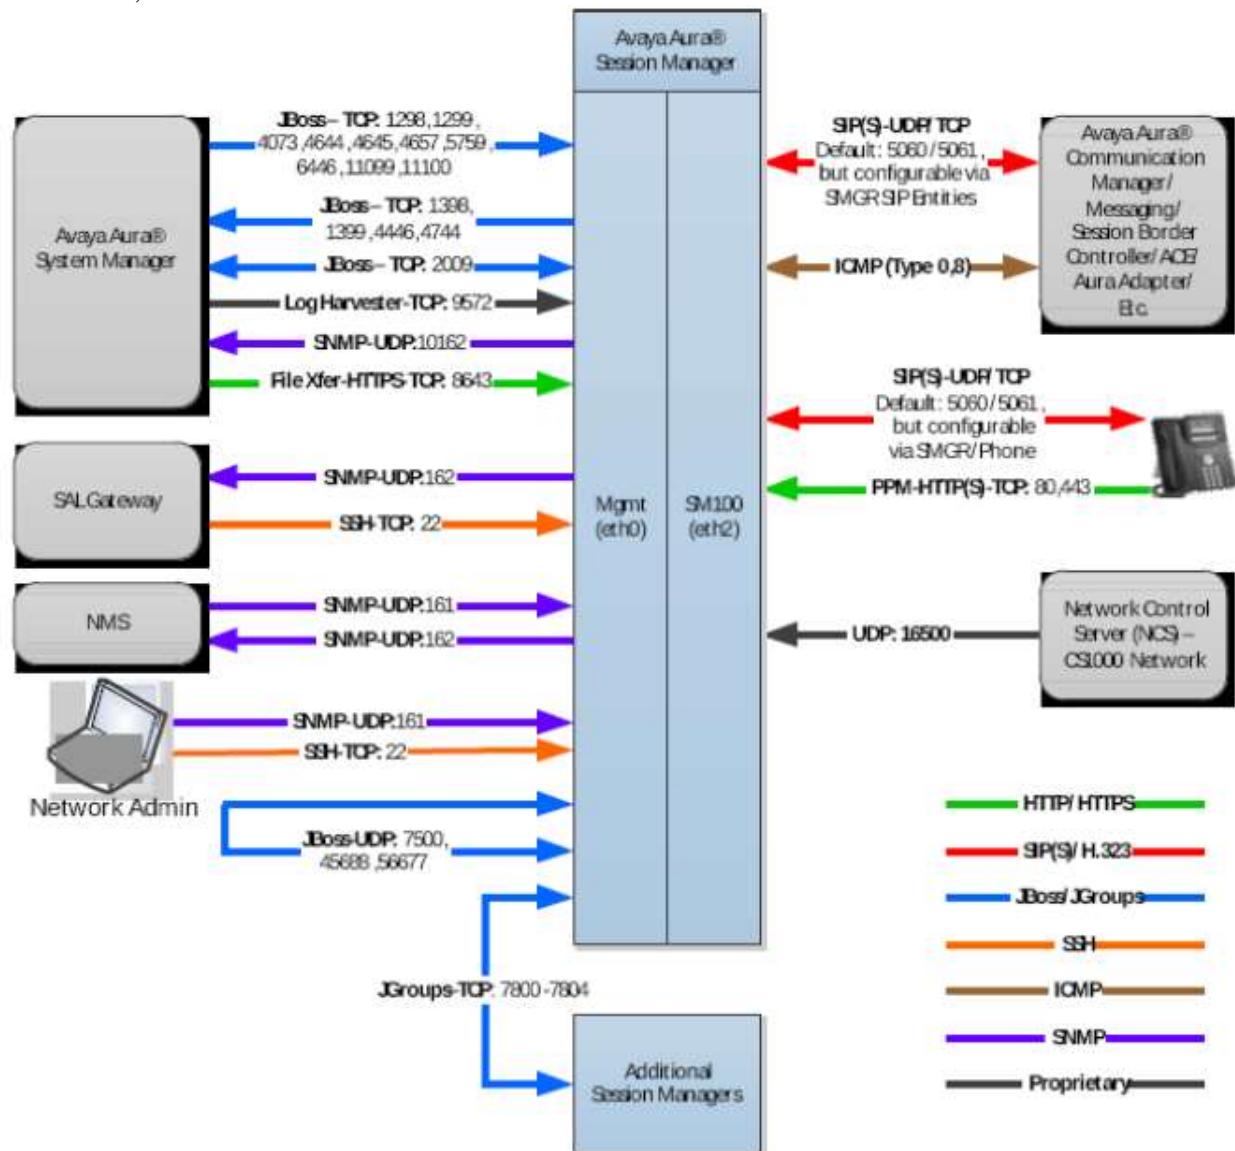 Avaya Aura®
Session Manager
JBoss– TCP: 1298,1299,
4073,4644,4645,4657,5759,
6446,11099,11100
JBoss– TCP: 1398,
1399,4446,4744
JBoss– TCP: 2009
Log Harvester-TCP: 9572
SNMP-UDP:10162
File Xfer-HTTPS-TCP: 8643
Avaya Aura®
System Manager
SIP(S)-UDP/TCP
Default: 5060/5061,
but configurable via
SMGR SIP Entities
ICMP (Type 0,8)
Avaya Aura®
Communication
Manager/
Messaging/
Session Border
Controller/ACE/
Aura Adapter/
Etc.
SIP(S)-UDP/TCP
Default: 5060/5061,
but configurable
via SMGR/Phone
PPM-HTTP(S)-TCP: 80,443
SAL Gateway
SNMP-UDP:162
SSH-TCP: 22
Mgmt
(eth0)
SM100
(eth2)
NMS
SNMP-UDP:161
SNMP-UDP:162
UDP: 16500
Network Control
Server (NCS) –
CS1000 Network
SNMP-UDP:161
SSH-TCP: 22
Network Admin
JBoss-UDP: 7500,
45688,56677
JGroups-TCP: 7800-7804
Additional
Session Managers
HTTP/HTTPS
SIP(S)/H.323
JBoss/JGroups
SSH
ICMP
SNMP
Proprietary